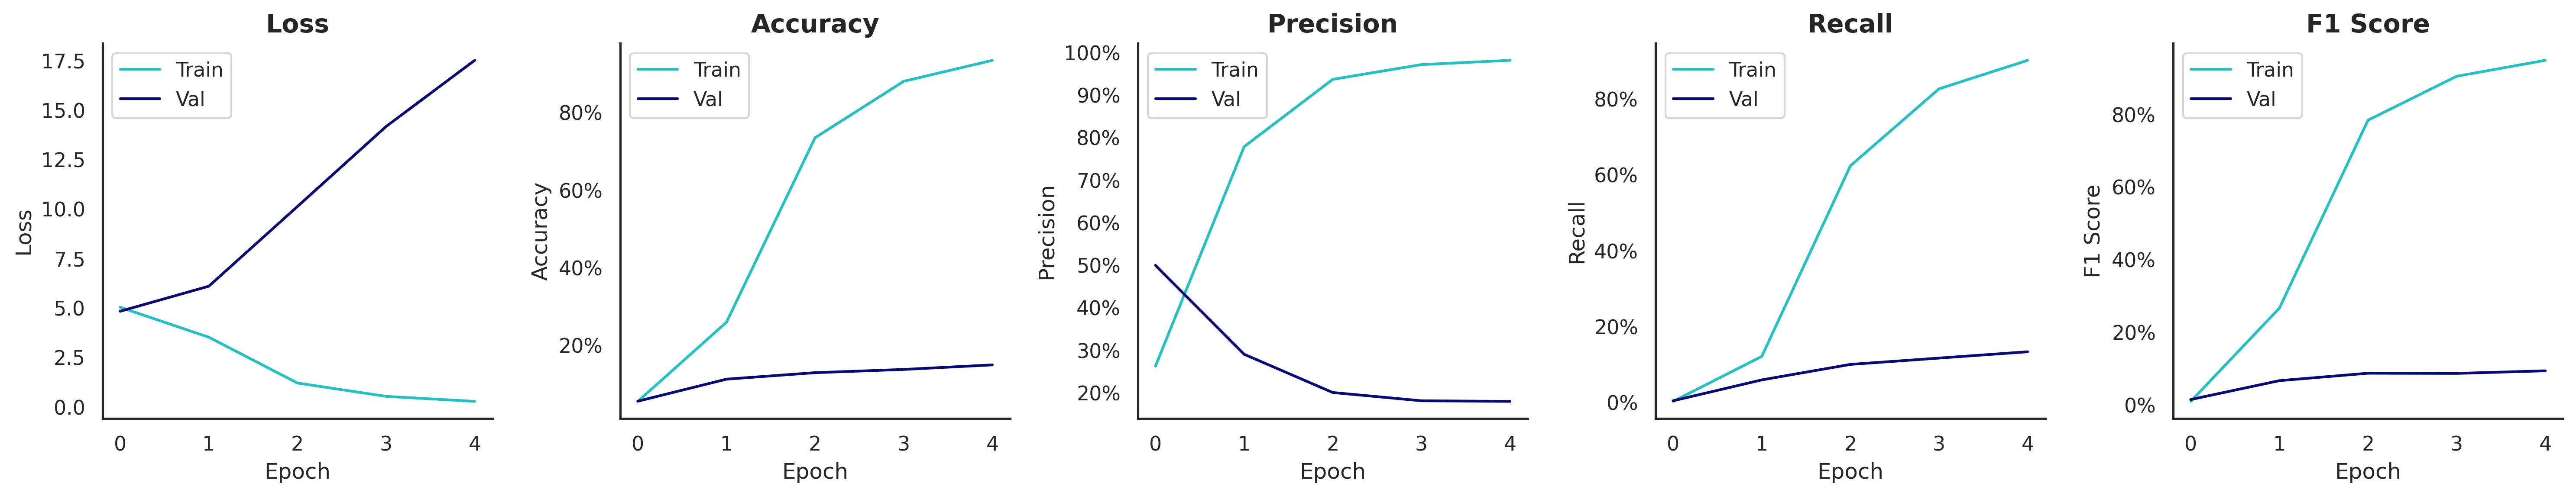 Loss
Train
Val
17.5
15.0
12.5
10.0
7.5
5.0
2.5
0.0
Loss
0 1 2 3 4
Epoch
Accuracy
Train
Val
80%
60%
40%
20%
Accuracy
0 1 2 3 4
Epoch
Precision
Train
Val
100%
90%
80%
70%
60%
50%
40%
30%
20%
Precision
0 1 2 3 4
Epoch
Recall
Train
Val
80%
60%
40%
20%
0%
Recall
0 1 2 3 4
Epoch
F1 Score
Train
Val
80%
60%
40%
20%
0%
F1 Score
0 1 2 3 4
Epoch